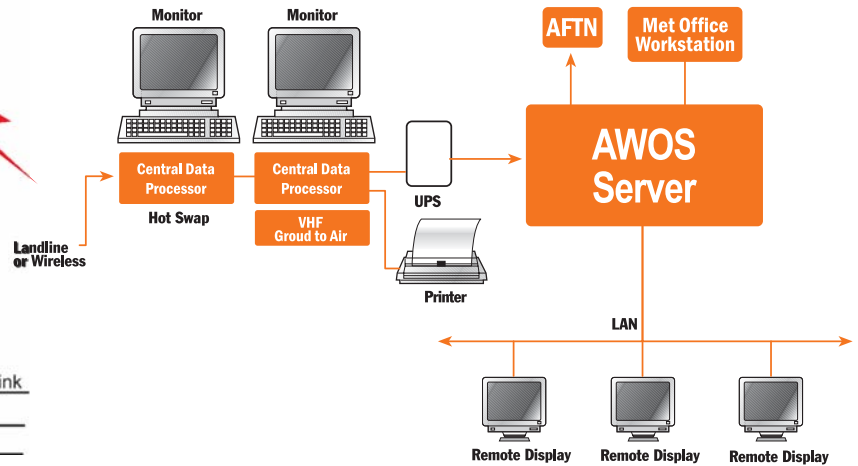 Monitor
Monitor
AFTN
Met Office
Workstation
AWOS
Server
Central Data
Processor
Central Data
Processor
Hot Swap
VHF
Groud to Air
UPS
Landline
or Wireless
Printer
LAN
ink
Remote Display
Remote Display
Remote Display